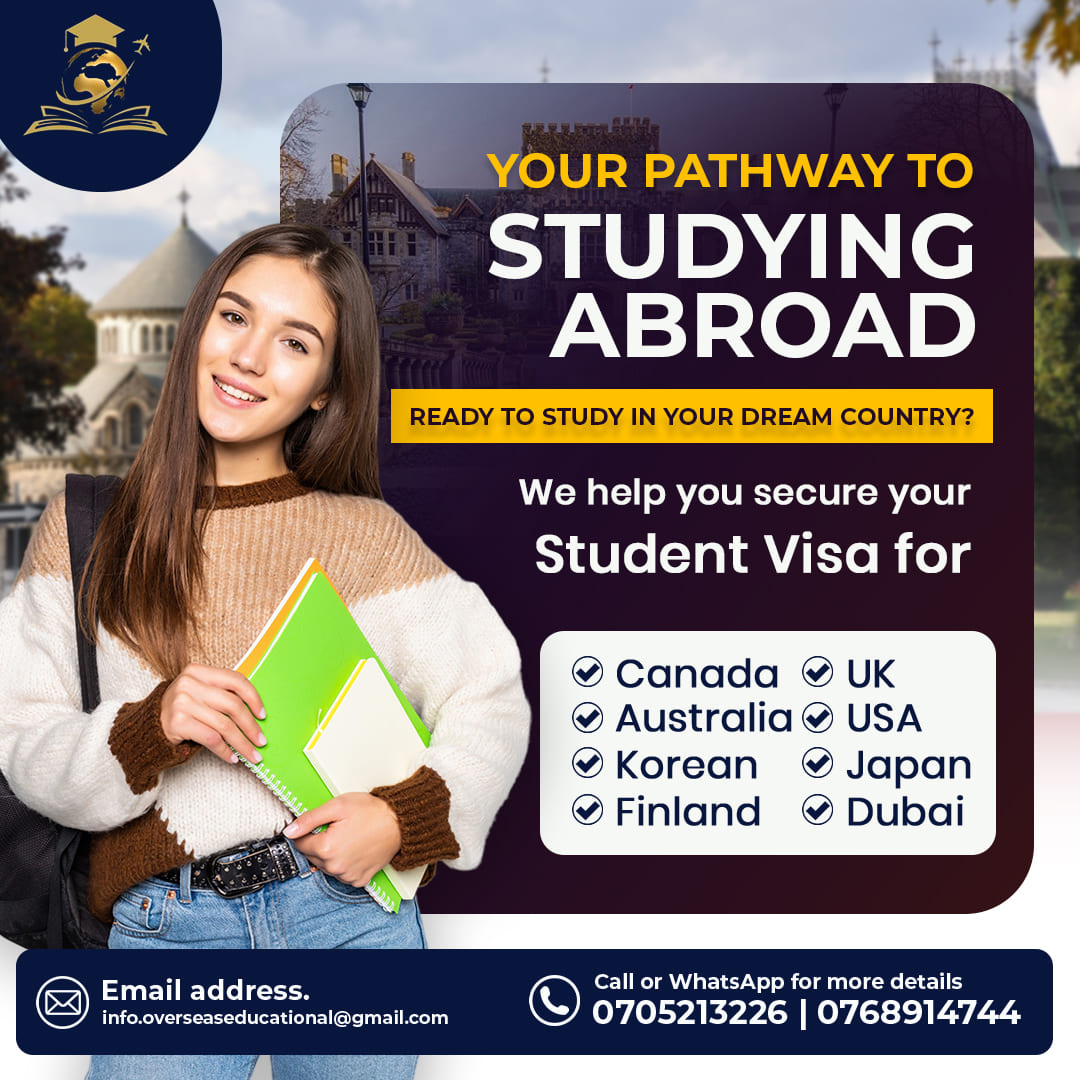 YOUR PATHWAY TO
STUDYING
ABROAD
READY TO STUDY IN YOUR DREAM COUNTRY?
We help you secure your
Student Visa for
Canada
UK
Australia
USA
Korean
Japan
Finland
Dubai
Email address.
info.overseaseducational@gmail.com
Call or WhatsApp for more details
0705213226 | 0768914744